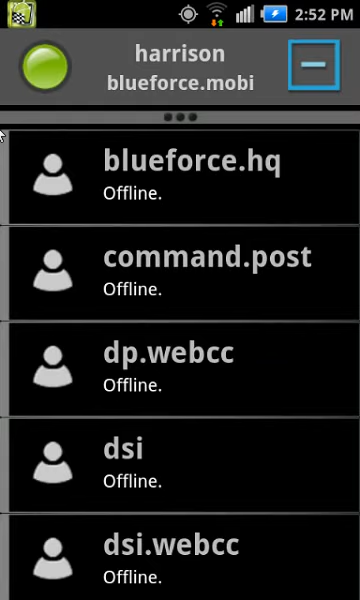 2:52 PM
harrison
blueforce.mobi
blueforce.hq
Offline.
command.post
Offline.
dp.webcc
Offline.
dsi
Offline.
dsi.webcc
Offline.